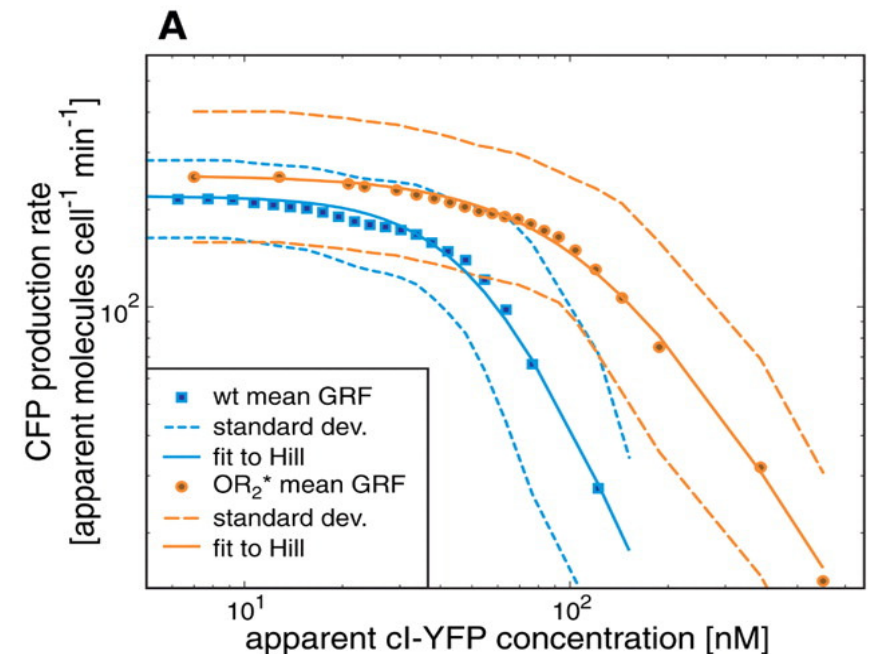 A
CFP production rate
[apparent molecules cell⁻¹ min⁻¹]
10²
wt mean GRF
standard dev.
fit to Hill
OR₂* mean GRF
standard dev.
fit to Hill
10¹
10²
apparent cI-YFP concentration [nM]